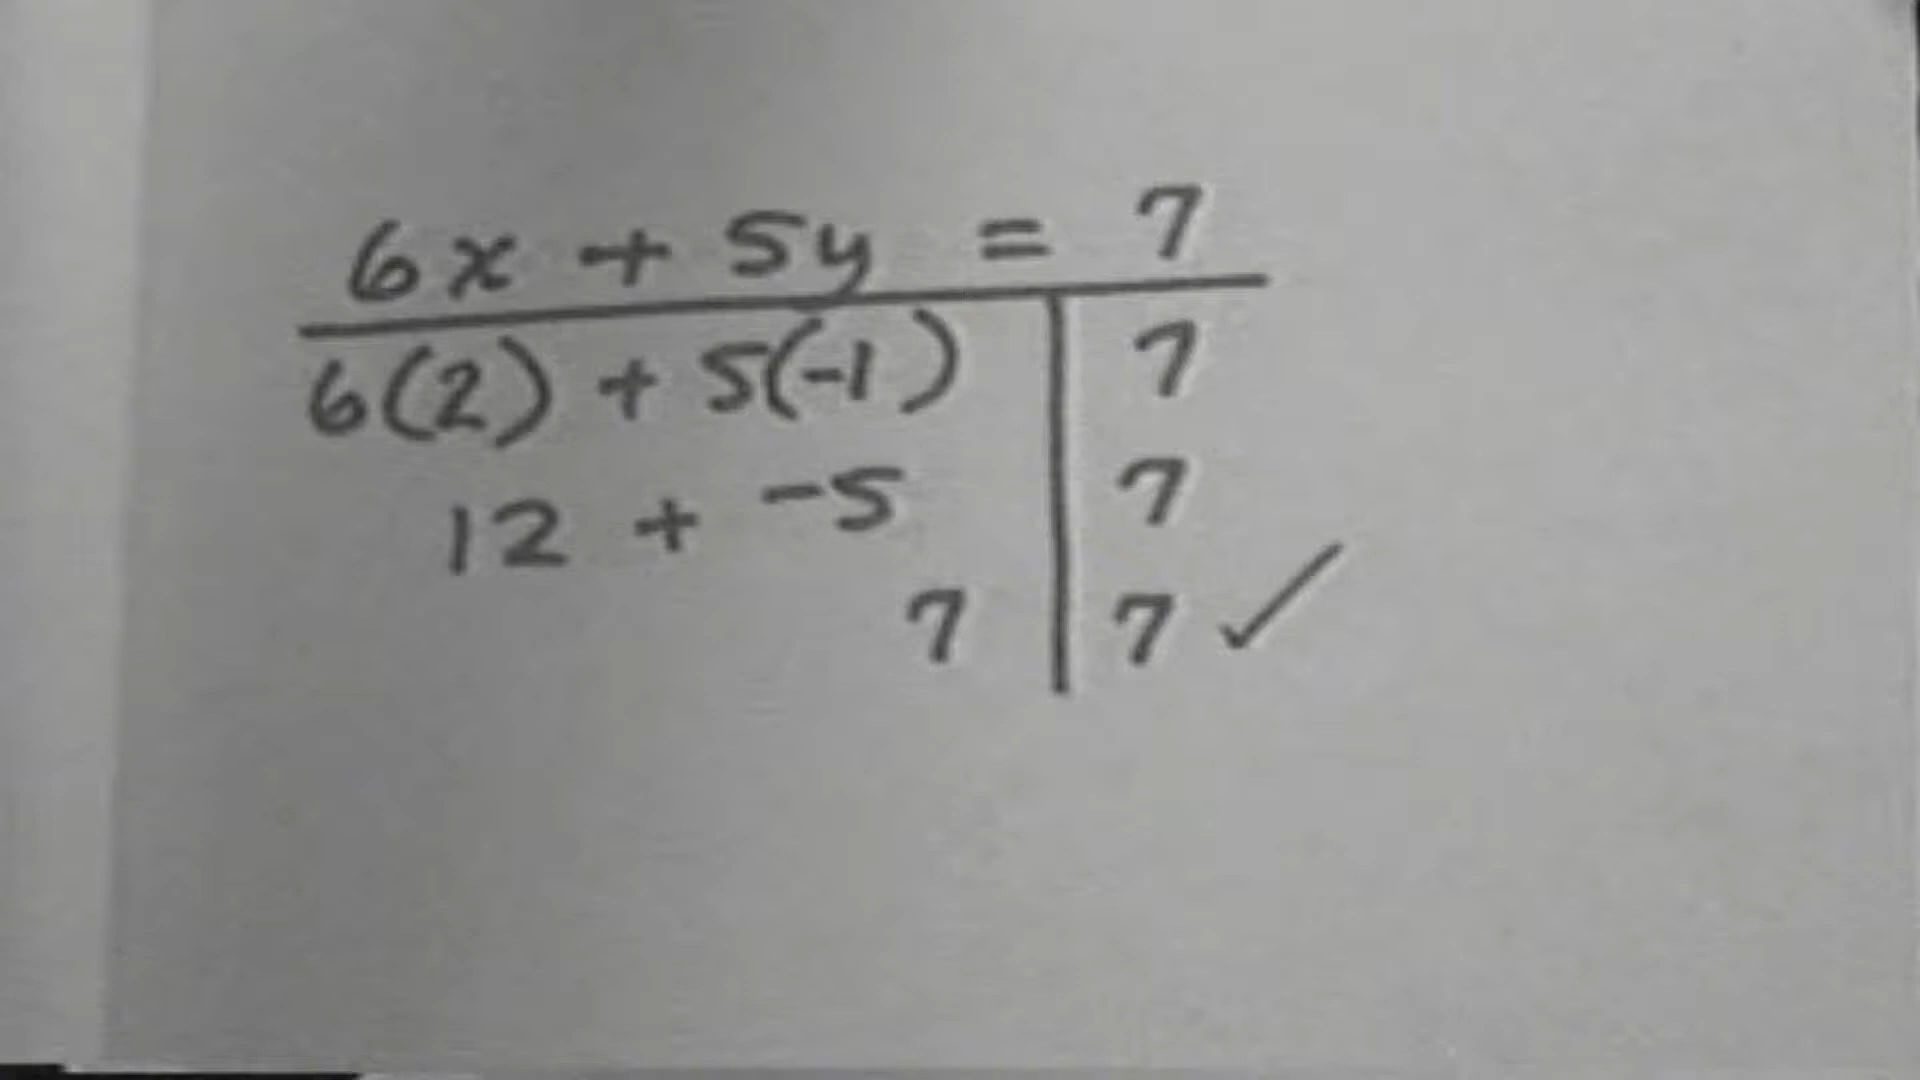 6x + 5y = 7
6(2) + 5(-1) | 7
12 + -5 | 7
7 | 7 ✓